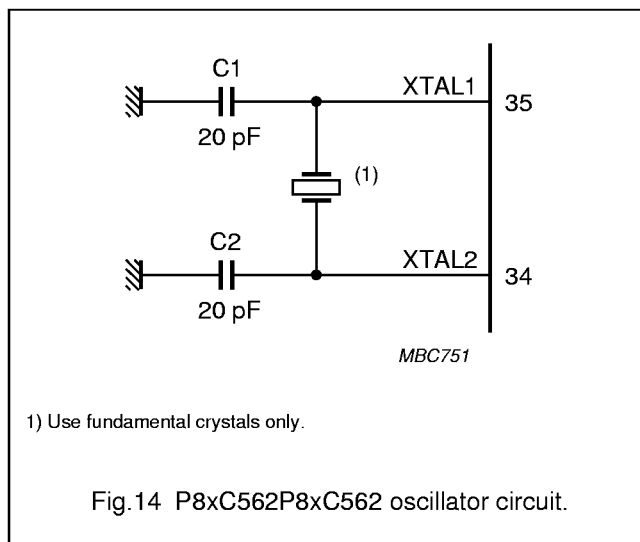 C1
XTAL1
35
20 pF
(1)
C2
XTAL2
34
20 pF
MBC751
1) Use fundamental crystals only.
Fig.14 P8xC562P8xC562 oscillator circuit.